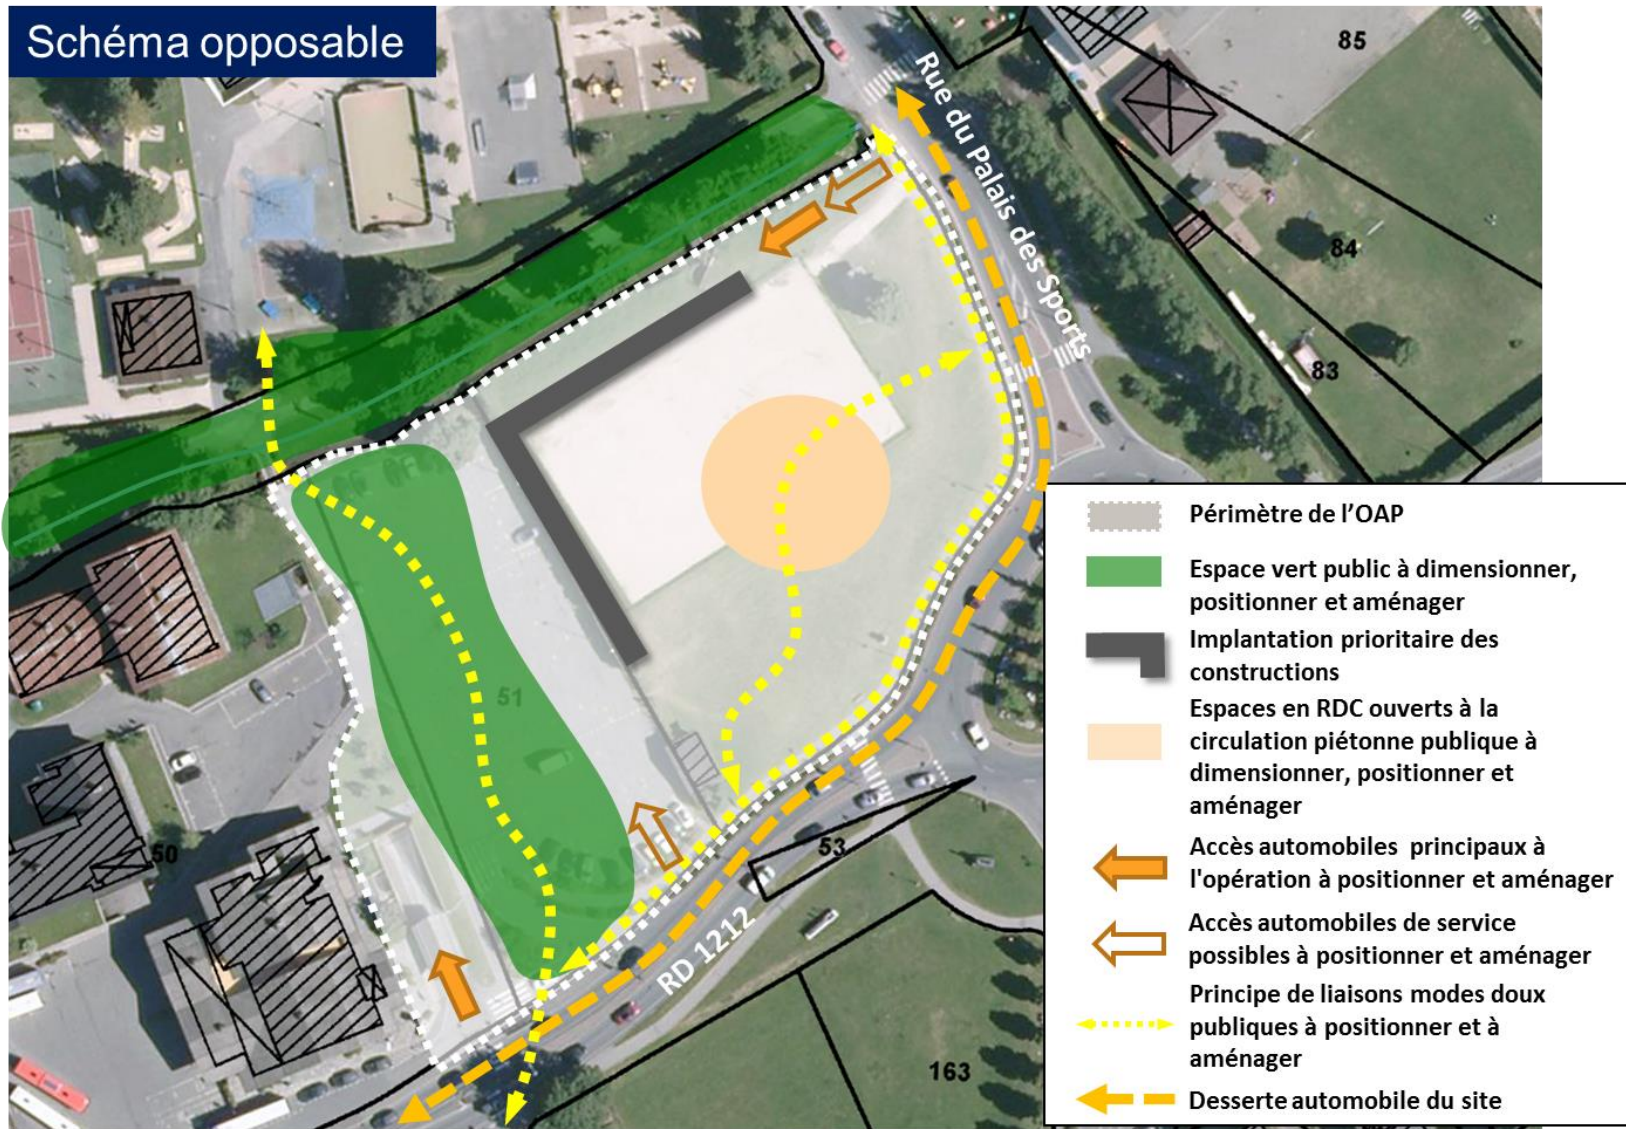 Schéma opposable
85
Rue du Palais des Sports
84
83
51
50
53
RD 1212
163
Périmètre de l'OAP
Espace vert public à dimensionner,
positionner et aménager
Implantation prioritaire des
constructions
Espaces en RDC ouverts à la
circulation piétonne publique à
dimensionner, positionner et
aménager
Accès automobiles principaux à
l'opération à positionner et aménager
Accès automobiles de service
possibles à positionner et aménager
Principe de liaisons modes doux
publiques à positionner et à
aménager
Desserte automobile du site